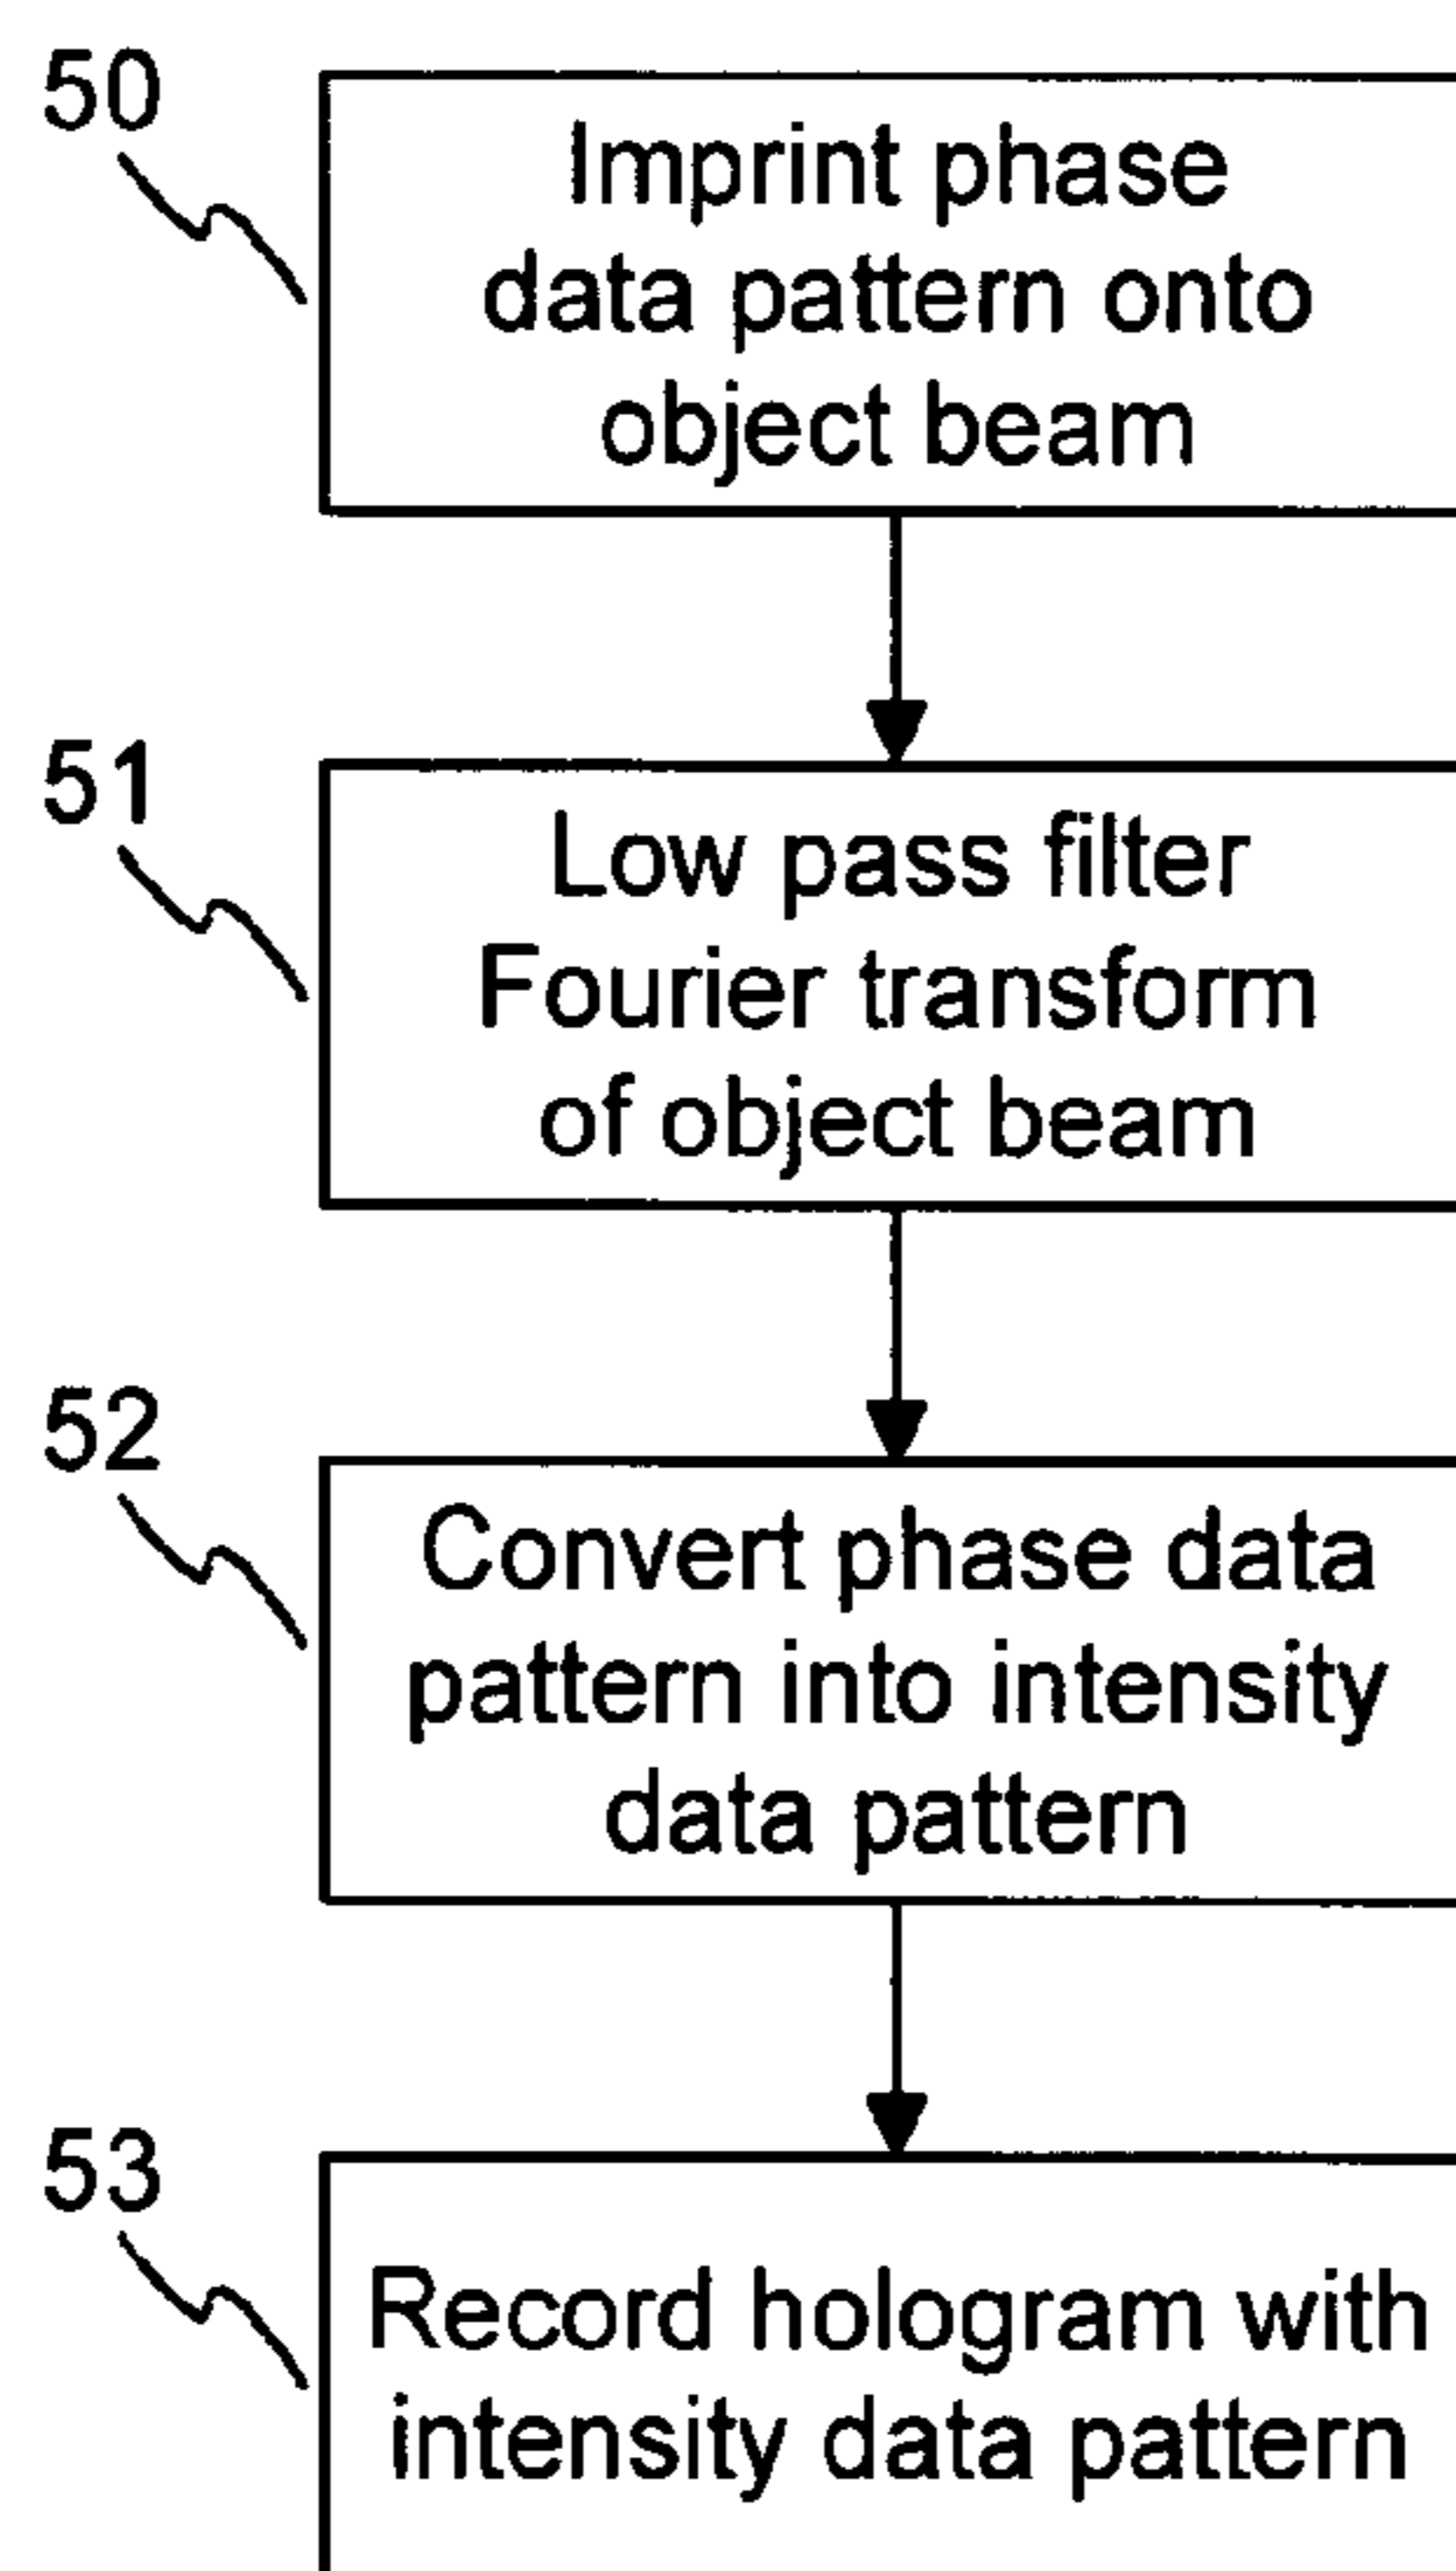 50
Imprint phase
data pattern onto
object beam
51
Low pass filter
Fourier transform
of object beam
52
Convert phase data
pattern into intensity
data pattern
53
Record hologram with
intensity data pattern